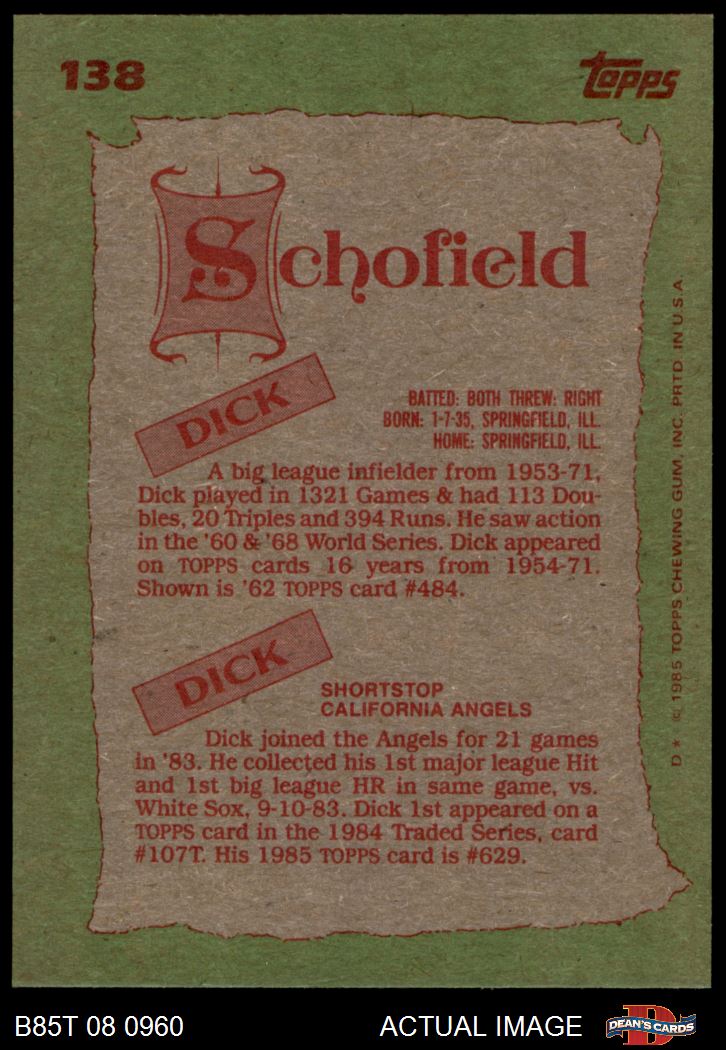 138
TOPPS
Schofield
DICK
BATTED: BOTH THREW: RIGHT
BORN: 1-7-35, SPRINGFIELD, ILL.
HOME: SPRINGFIELD, ILL.
A big league infielder from 1953-71,
Dick played in 1321 Games & had 113 Dou-
bles, 20 Triples and 394 Runs. He saw action
in the '60 & '68 World Series. Dick appeared
on TOPPS cards 16 years from 1954-71.
Shown is '62 TOPPS card #484.
DICK
SHORTSTOP
CALIFORNIA ANGELS
Dick joined the Angels for 21 games
in '83. He collected his 1st major league Hit
and 1st big league HR in same game, vs.
White Sox, 9-10-83. Dick 1st appeared on a
TOPPS card in the 1984 Traded Series, card
#107T. His 1985 TOPPS card is #629.
D* © 1985 TOPPS CHEWING GUM, INC. PRTD. IN U.S.A.
B85T 08 0960
ACTUAL IMAGE
D
DEAN'S CARDS